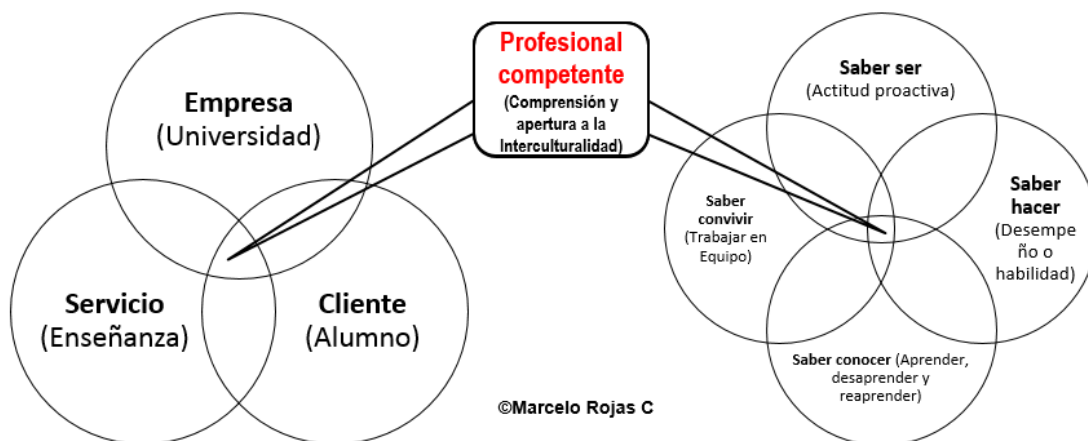 Empresa
(Universidad)
Servicio
(Enseñanza)
Cliente
(Alumno)
Profesional
competente
(Comprensión y
apertura a la
Interculturalidad)
Saber ser
(Actitud proactiva)
Saber
convivir
(Trabajar en
Equipo)
Saber
hacer
(Desempe
ño o
habilidad)
Saber conocer (Aprender,
desaprender y
reaprender)
©Marcelo Rojas C